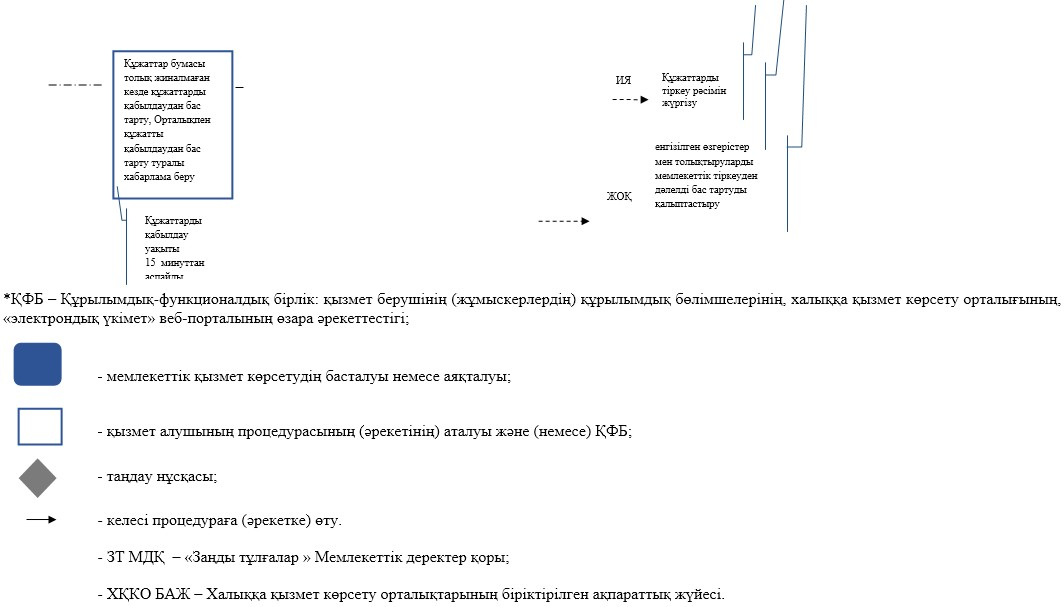 Құжаттар бумасы
толық жиналмаған
кезде құжаттарды
қабылдаудан бас
тарту, Орталықпен
құжатты
қабылдаудан бас
тарту туралы
хабарлама беру
Құжаттарды
қабылдау
уақыты
15 минуттан
аспайды
ИЯ
Құжаттарды
тіркеу рәсімін
жүргізу
ЖОҚ
енгізілген өзгерістер
мен толықтыруларды
мемлекеттік тіркеуден
дәлелді бас тартуды
қалыптастыру
*ҚФБ – Құрылымдық-функционалдық бірлік: қызмет берушінің (жұмыскерлердің) құрылымдық бөлімшелерінің, халыққа қызмет көрсету орталығының,
«электрондық үкімет» веб-порталының өзара әрекеттестігі;
- мемлекеттік қызмет көрсетудің басталуы немесе аяқталуы;
- қызмет алушының процедурасының (әрекетінің) аталуы және (немесе) ҚФБ;
- таңдау нұсқасы;
- келесі процедураға (әрекетке) өту.
- ЗТ МДҚ – «Заңды тұлғалар » Мемлекеттік деректер қоры;
- ХҚКО БАЖ – Халыққа қызмет көрсету орталықтарының біріктірілген ақпараттық жүйесі.